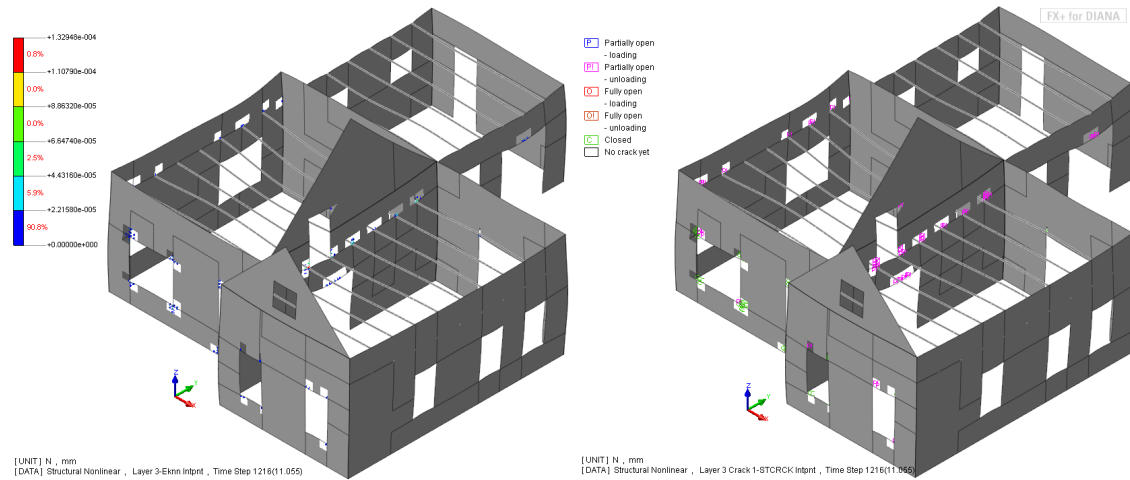 FX+ for DIANA
+1.32948e-004
0.8%
+1.10790e-004
0.0%
+8.86320e-005
0.0%
+6.64740e-005
2.5%
+4.43160e-005
5.9%
+2.21580e-005
90.8%
+0.00000e+000
P Partially open
- loading
P! Partially open
- unloading
O Fully open
- loading
O! Fully open
- unloading
C Closed
No crack yet
Z
Y
X
Z
Y
X
[UNIT] N , mm
[DATA] Structural Nonlinear , Layer 3-Eknn Intpnt , Time Step 1216(11.055)
[UNIT] N , mm
[DATA] Structural Nonlinear , Layer 3 Crack 1-STCRCK Intpnt , Time Step 1216(11.055)